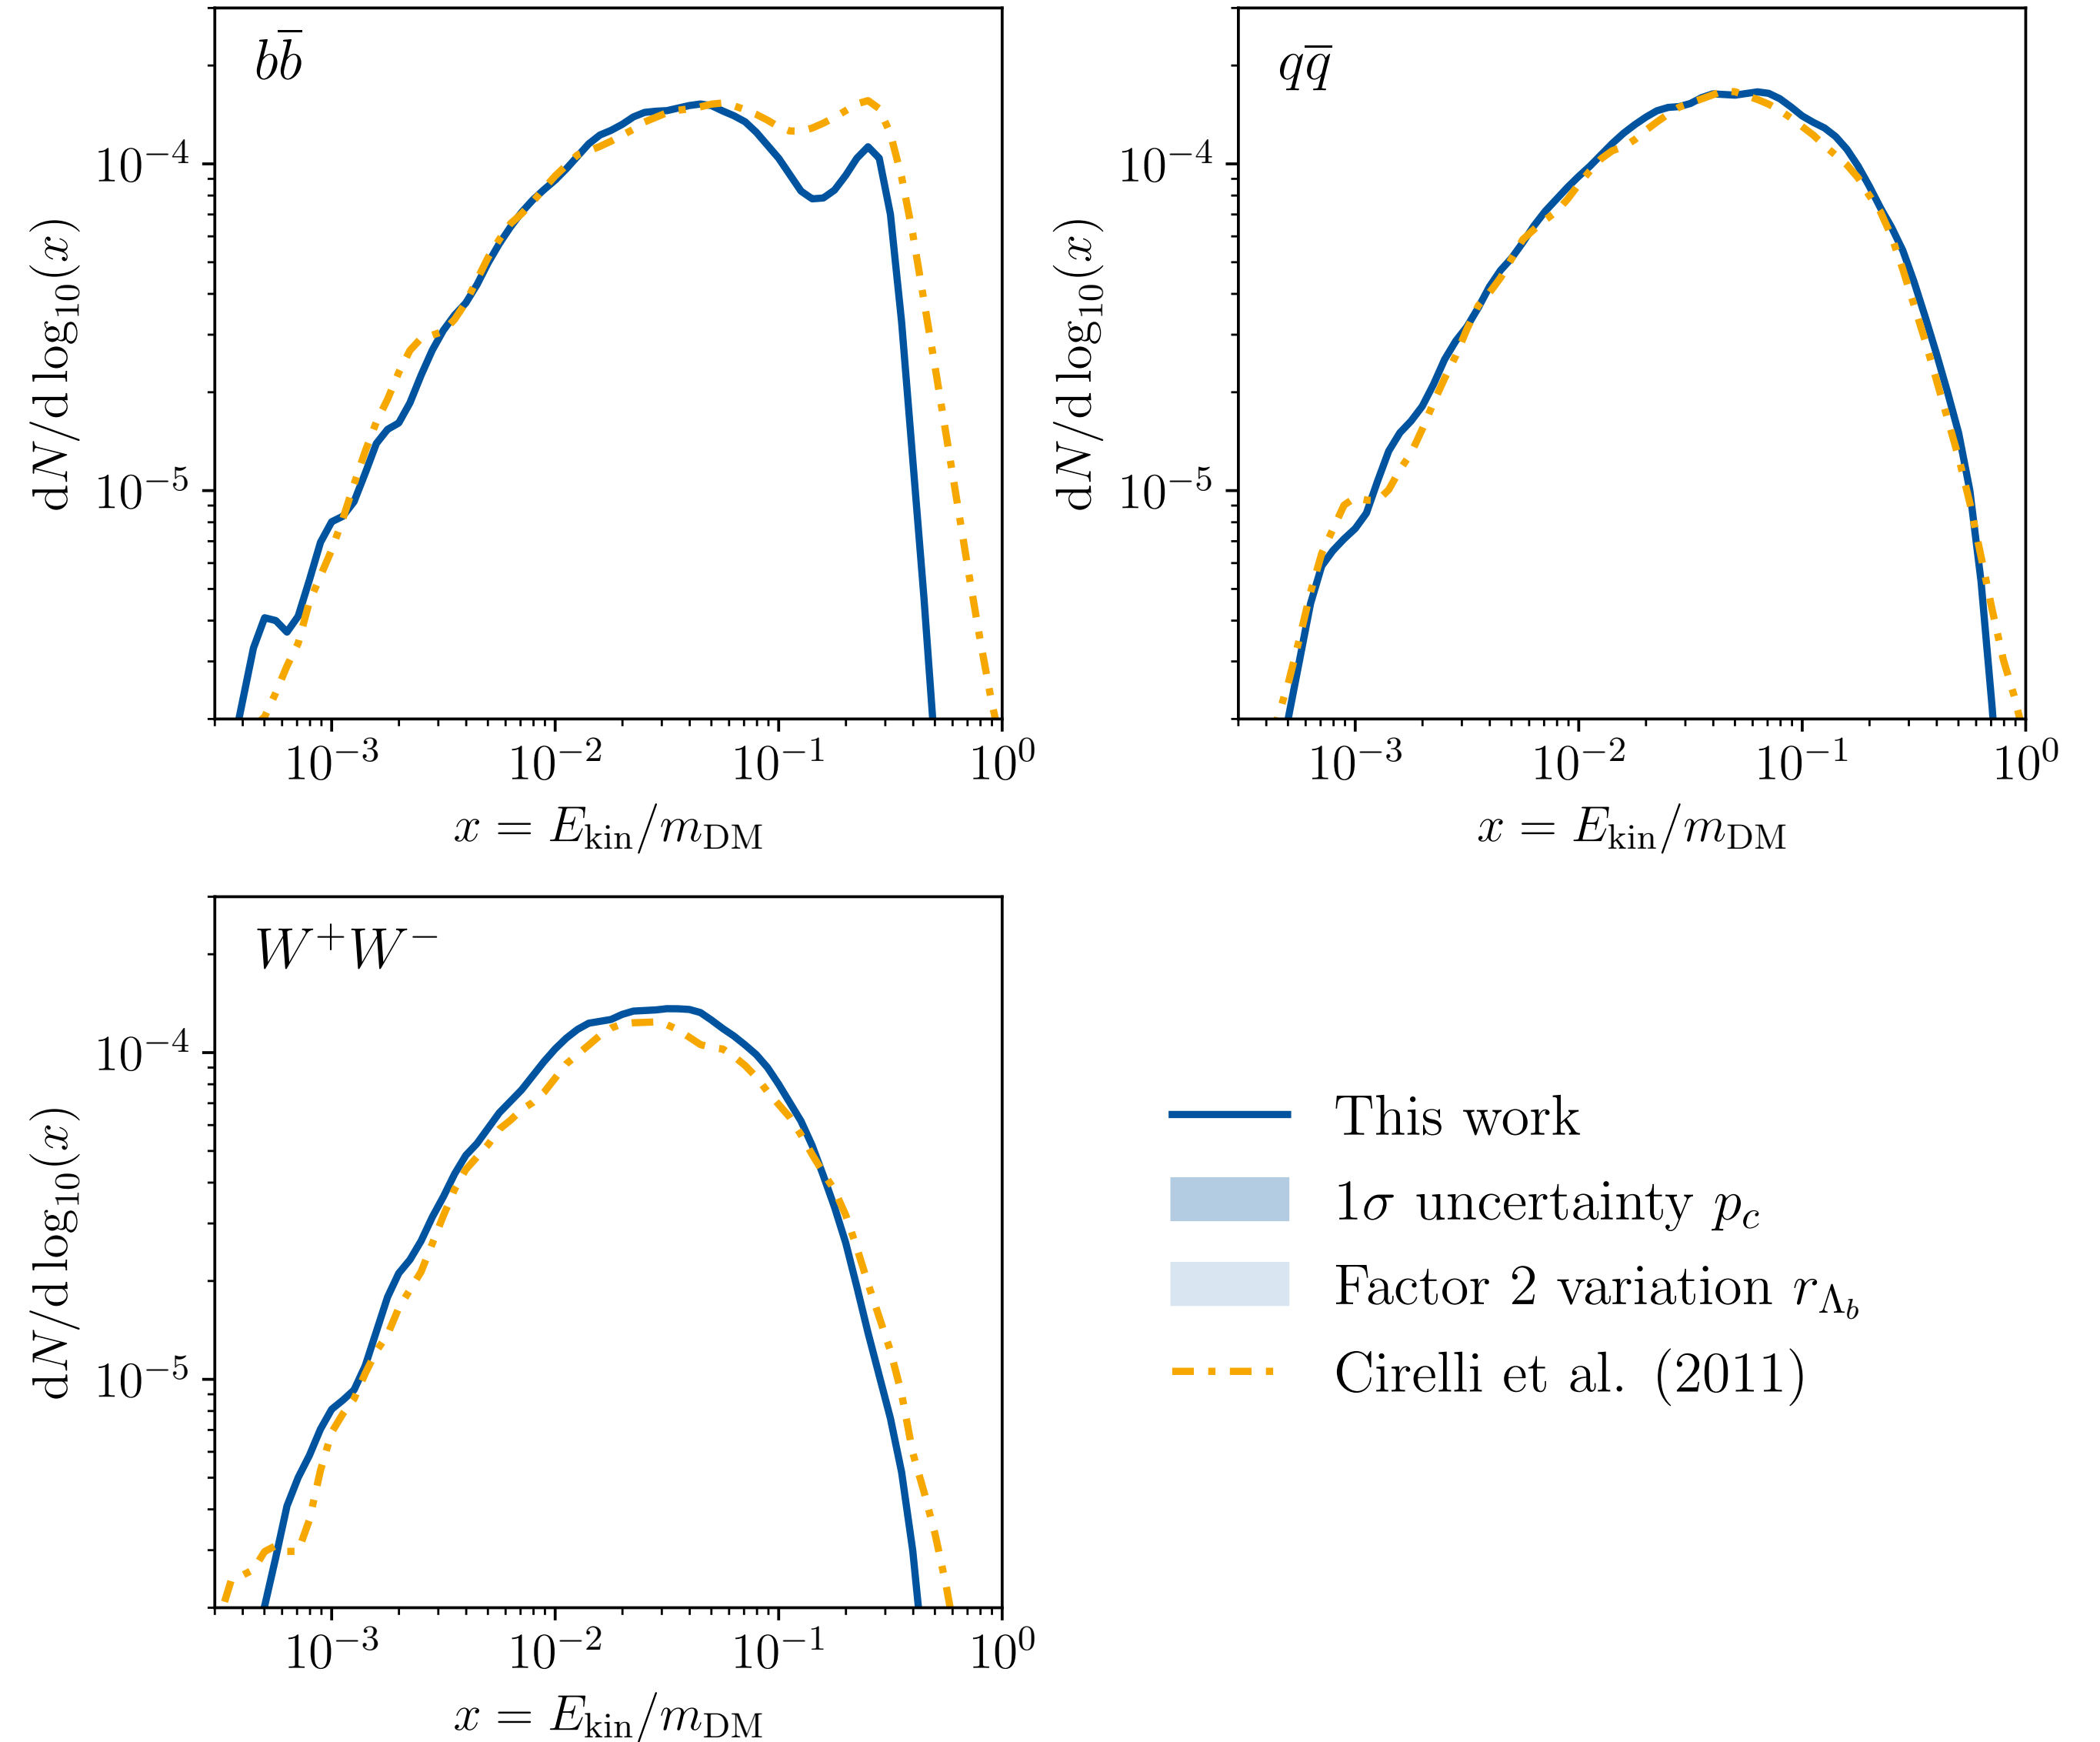 bb̅
10⁻⁴
10⁻⁵
dN/d log₁₀(x)
10⁻³ 10⁻² 10⁻¹ 10⁰
x = E_kin/m_DM
qq̅
10⁻⁴
10⁻⁵
dN/d log₁₀(x)
10⁻³ 10⁻² 10⁻¹ 10⁰
x = E_kin/m_DM
W⁺W⁻
10⁻⁴
10⁻⁵
dN/d log₁₀(x)
10⁻³ 10⁻² 10⁻¹ 10⁰
x = E_kin/m_DM
This work
1σ uncertainty p_c
Factor 2 variation r_Λ_b
Cirelli et al. (2011)